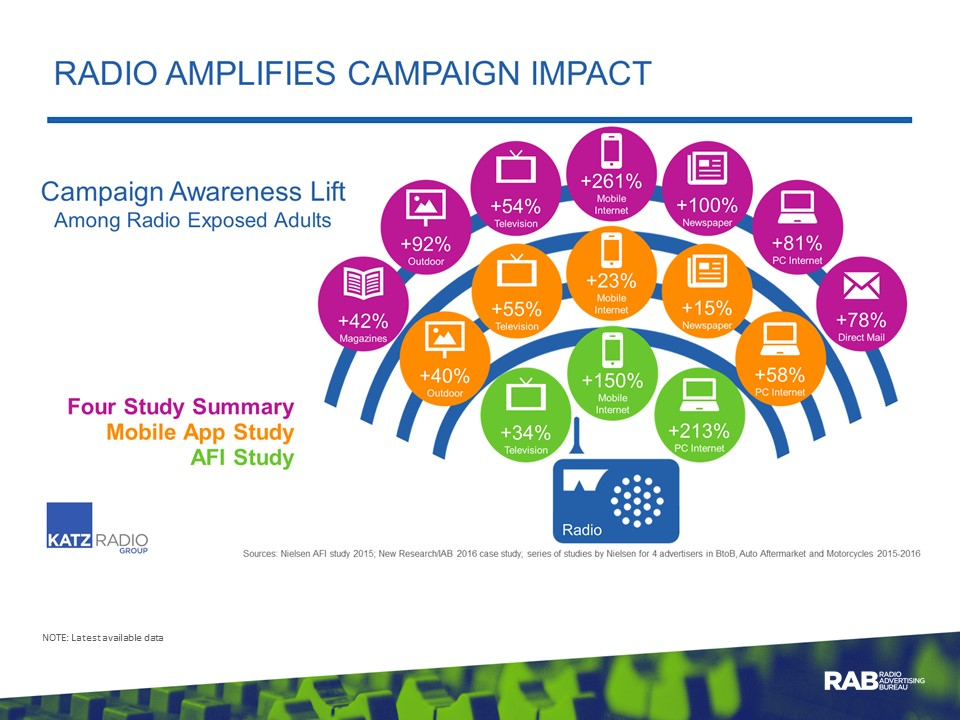 RADIO AMPLIFIES CAMPAIGN IMPACT
Campaign Awareness Lift
Among Radio Exposed Adults
+42%
Magazines
+92%
Outdoor
+54%
Television
+261%
Mobile
Internet
+100%
Newspaper
+81%
PC Internet
+78%
Direct Mail
+40%
Outdoor
+55%
Television
+23%
Mobile
Internet
+15%
Newspaper
+58%
PC Internet
+34%
Television
+150%
Mobile
Internet
+213%
PC Internet
Four Study Summary
Mobile App Study
AFI Study
Radio
KATZ RADIO
GROUP
Sources: Nielsen AFI study 2015; New Research/IAB 2016 case study; series of studies by Nielsen for 4 advertisers in BtoB, Auto Aftermarket and Motorcycles 2015-2016
NOTE: Latest available data
RAB RADIO
ADVERTISING
BUREAU